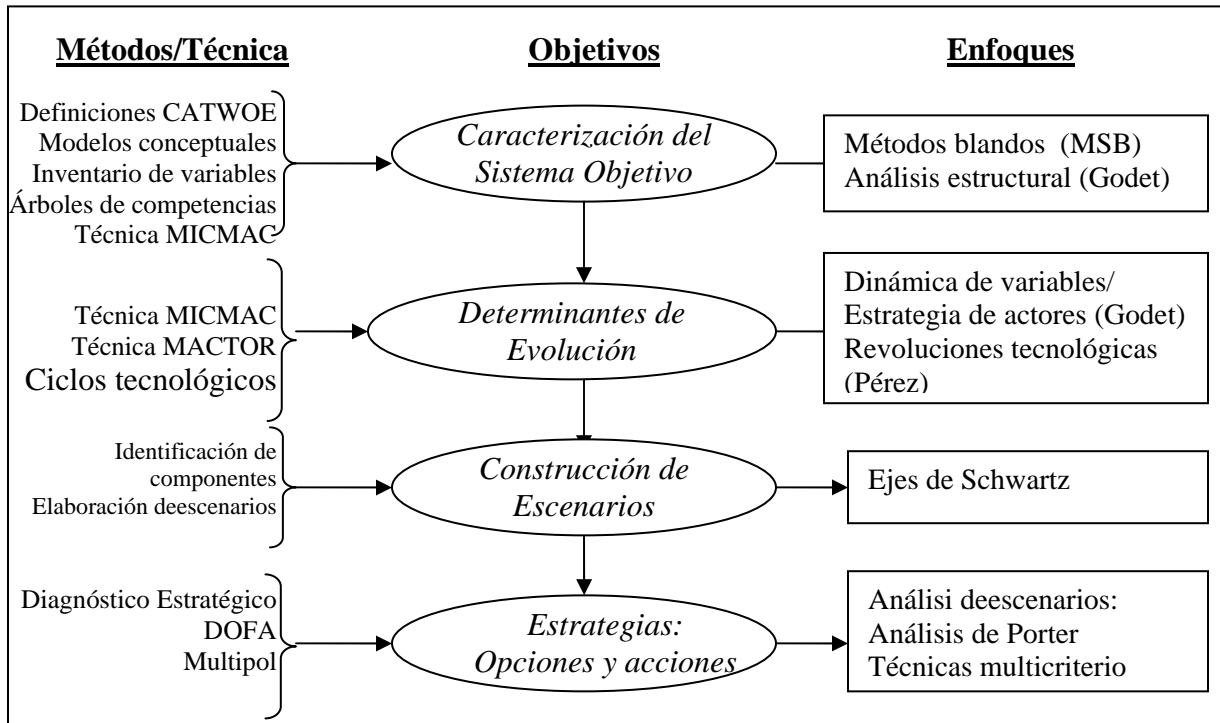 Métodos/Técnica
Objetivos
Enfoques
Definiciones CATWOE
Modelos conceptuales
Inventario de variables
Árboles de competencias
Técnica MICMAC
Caracterización del
Sistema Objetivo
Métodos blandos (MSB)
Análisis estructural (Godet)
Técnica MICMAC
Técnica MACTOR
Ciclos tecnológicos
Determinantes de
Evolución
Dinámica de variables/
Estrategia de actores (Godet)
Revoluciones tecnológicas
(Pérez)
Identificación de
componentes
Elaboración deescenarios
Construcción de
Escenarios
Ejes de Schwartz
Diagnóstico Estratégico
DOFA
Multipol
Estrategias:
Opciones y acciones
Análisi deescenarios:
Análisis de Porter
Técnicas multicriterio